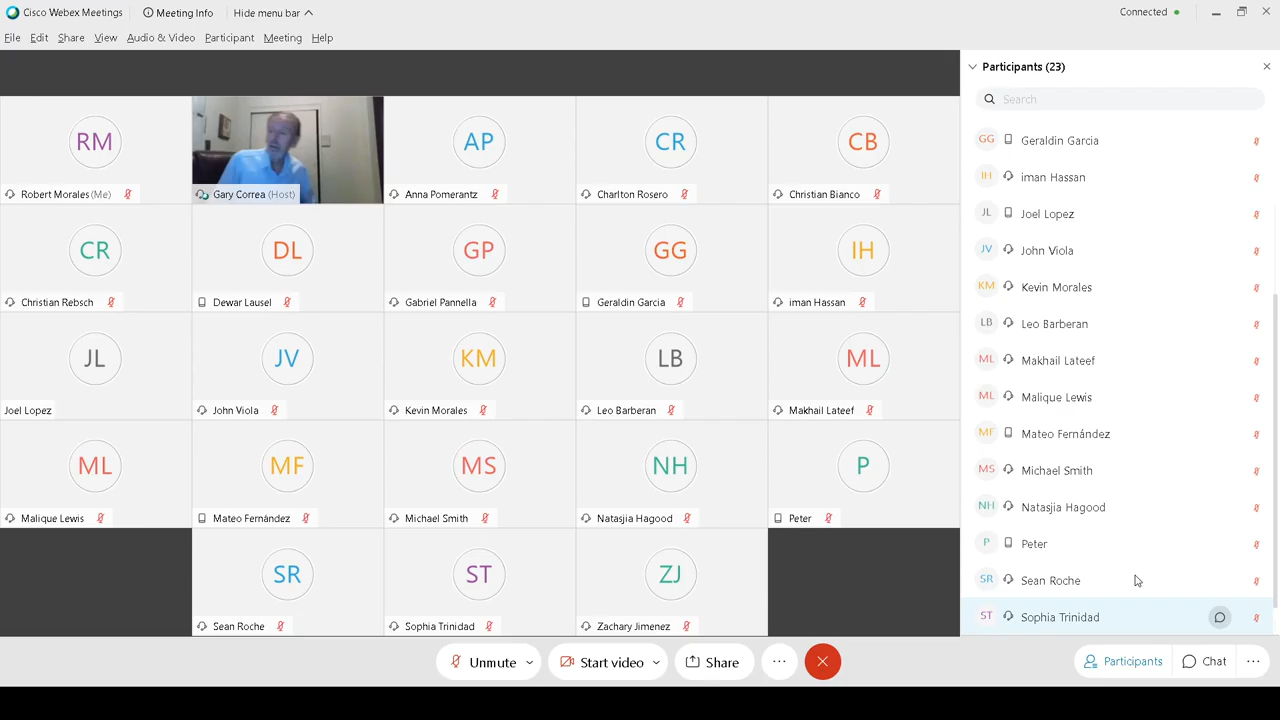 Cisco Webex Meetings
Meeting Info
Hide menu bar
Connected
File Edit Share View Audio & Video Participant Meeting Help
Participants (23)
Search
RM
Robert Morales (Me)
Gary Correa (Host)
AP
Anna Pomerantz
CR
Charlton Rosero
CB
Christian Bianco
CR
Christian Rebsch
DL
Dewar Lausel
GP
Gabriel Pannella
GG
Geraldin Garcia
IH
iman Hassan
JL
Joel Lopez
JV
John Viola
KM
Kevin Morales
LB
Leo Barberan
ML
Makhail Lateef
ML
Malique Lewis
MF
Mateo Fernández
MS
Michael Smith
NH
Natasjia Hagood
P
Peter
SR
Sean Roche
ST
Sophia Trinidad
ZJ
Zachary Jimenez
GG Geraldin Garcia
IH iman Hassan
JL Joel Lopez
JV John Viola
KM Kevin Morales
LB Leo Barberan
ML Makhail Lateef
ML Malique Lewis
MF Mateo Fernández
MS Michael Smith
NH Natasjia Hagood
P Peter
SR Sean Roche
ST Sophia Trinidad
Unmute
Start video
Share
Participants
Chat